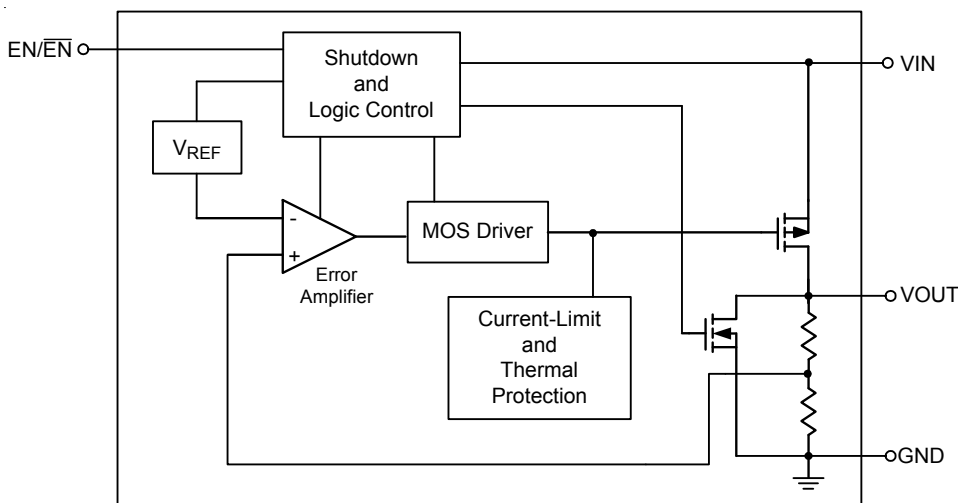 EN/EN
Shutdown
and
Logic Control
VIN
VREF
-
+
MOS Driver
Error
Amplifier
Current-Limit
and
Thermal
Protection
VOUT
GND